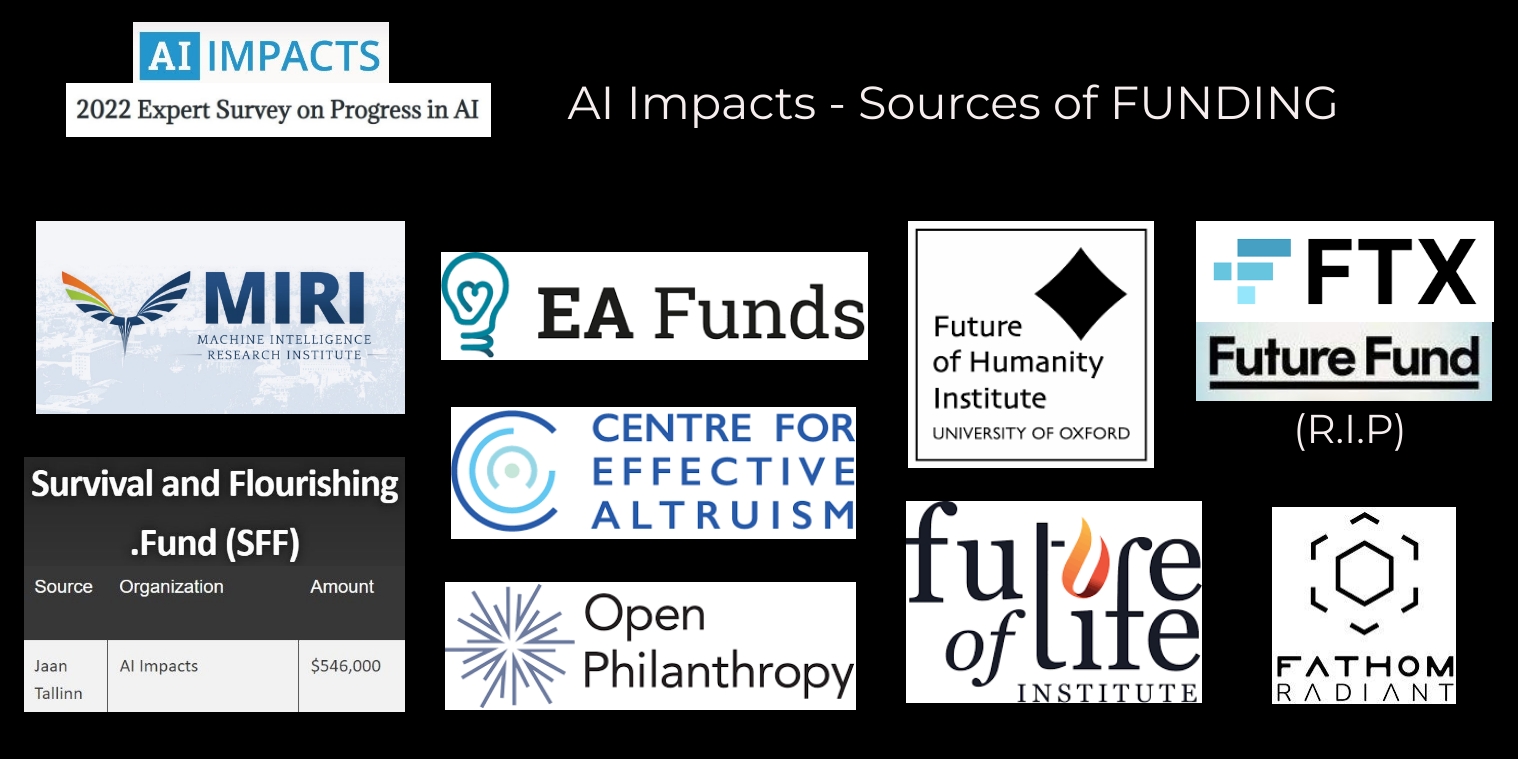 AI IMPACTS
2022 Expert Survey on Progress in AI
AI Impacts - Sources of FUNDING
MIRI
MACHINE INTELLIGENCE
RESEARCH INSTITUTE
Survival and Flourishing
.Fund (SFF)
Source Organization Amount
Jaan Tallinn AI Impacts $546,000
EA Funds
CENTRE FOR
EFFECTIVE
ALTRUISM
Open
Philanthropy
Future
of Humanity
Institute
UNIVERSITY OF OXFORD
future
of life
INSTITUTE
FTX
Future Fund
(R.I.P)
FATHOM
RADIANT